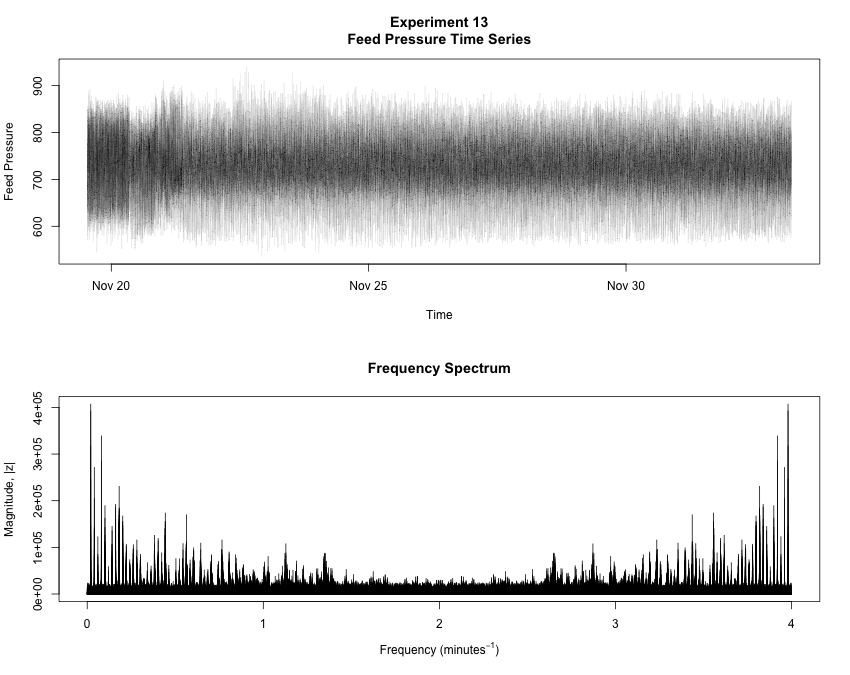 Experiment 13
Feed Pressure Time Series
900
800
700
600
Feed Pressure
Nov 20 Nov 25 Nov 30
Time
Frequency Spectrum
4e+05
3e+05
2e+05
1e+05
0e+00
Magnitude, |z|
0 1 2 3 4
Frequency (minutes⁻¹)